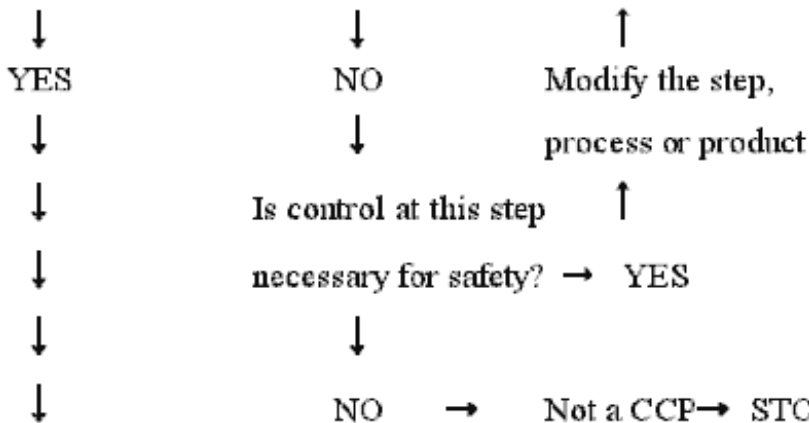 ↓ ↓ ↑
YES NO Modify the step,
↓ ↓ process or product
↓ Is control at this step ↑
↓ necessary for safety? → YES
↓ ↓
↓ NO → Not a CCP→ STO